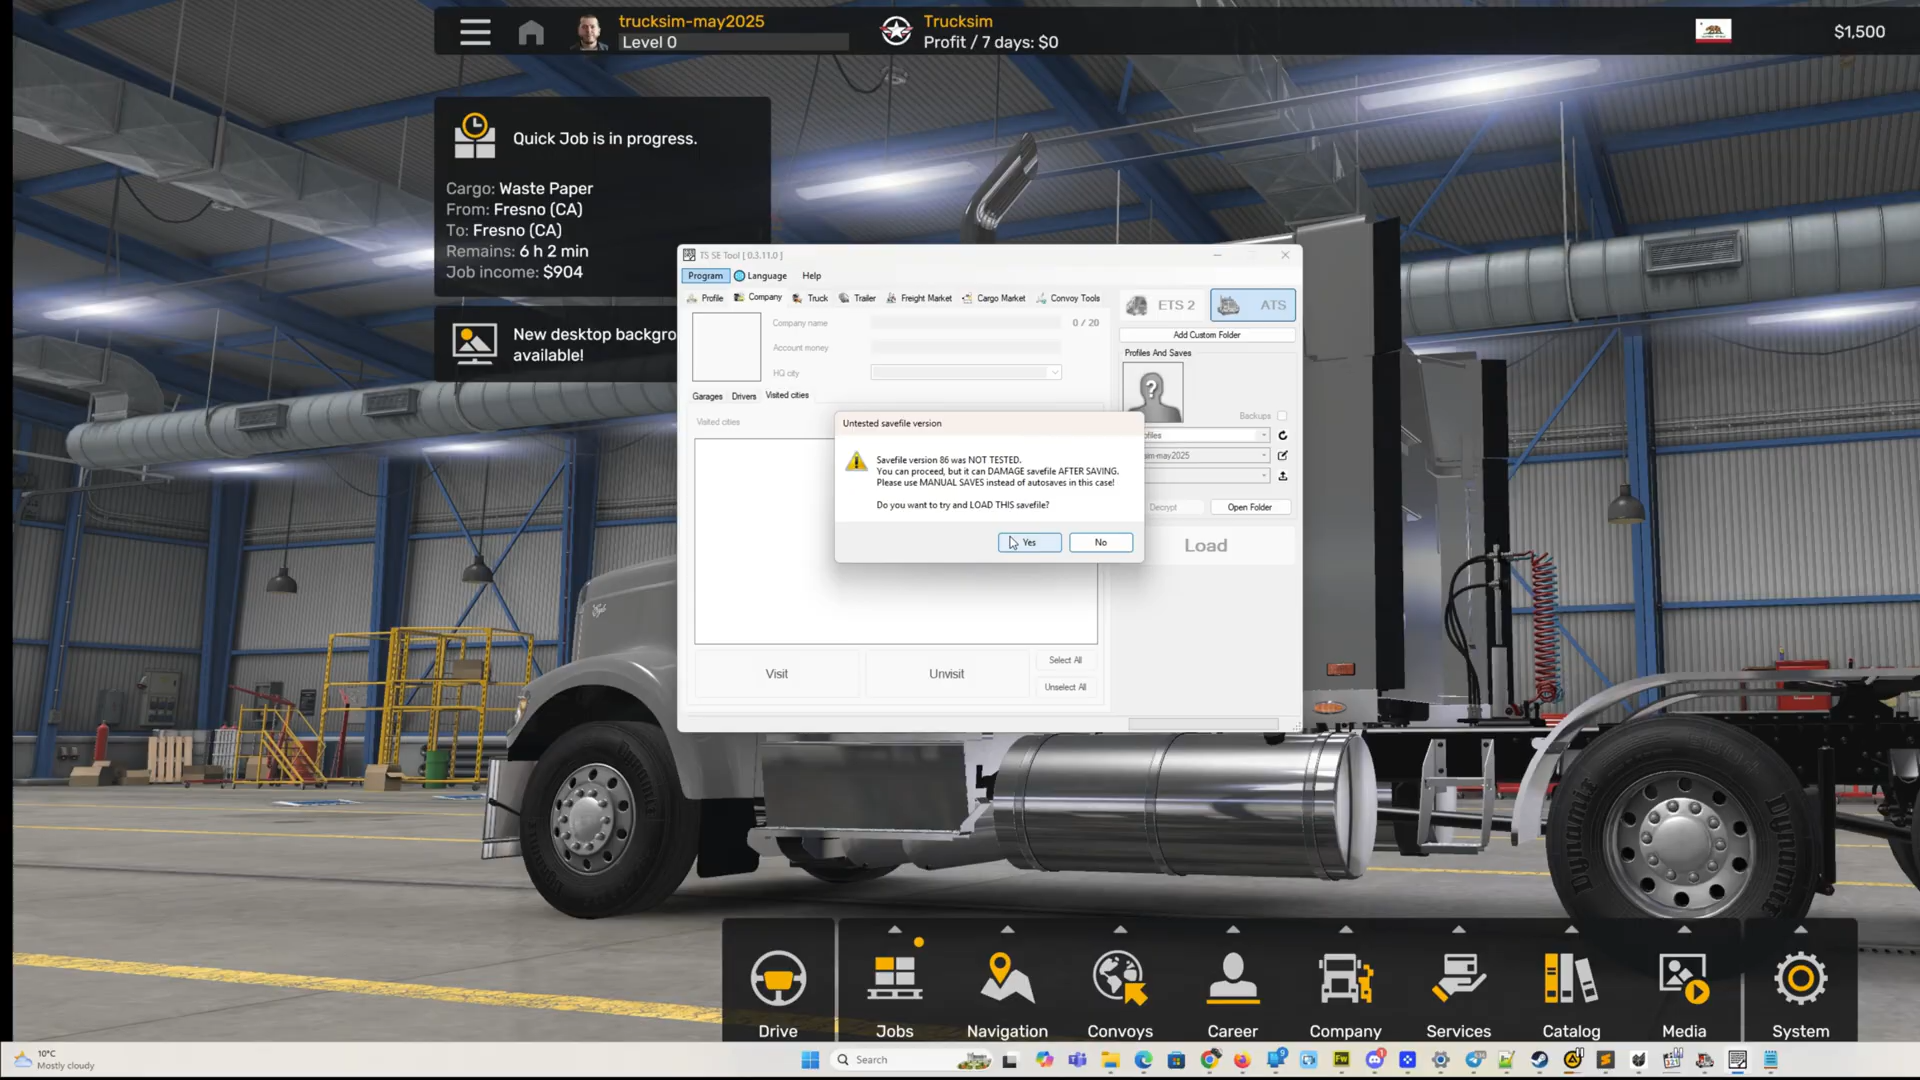 trucksim-may2025
Level 0
Trucksim
Profit / 7 days: $0
$1,500
Quick Job is in progress.
Cargo: Waste Paper
From: Fresno (CA)
To: Fresno (CA)
Remains: 6 h 2 min
Job income: $904
New desktop backgro
available!
TS SE Tool [ 0.3.11.0 ]
Program
Language
Help
Profile
Company
Truck
Trailer
Freight Market
Cargo Market
Convoy Tools
ETS 2
ATS
Add Custom Folder
Company name
0 / 20
Account money
HQ city
Profiles And Saves
Backups
Garages
Drivers
Visited cities
Visited cities
ofiles
sim-may2025
Decrypt
Open Folder
Load
Untested savefile version
Savefile version 86 was NOT TESTED.
You can proceed, but it can DAMAGE savefile AFTER SAVING.
Please use MANUAL SAVES instead of autosaves in this case!
Do you want to try and LOAD THIS savefile?
Yes
No
Visit
Unvisit
Select All
Unselect All
Dynamix
Dynamix
Drive
Jobs
Navigation
Convoys
Career
Company
Services
Catalog
Media
System
10°C
Mostly cloudy
Search